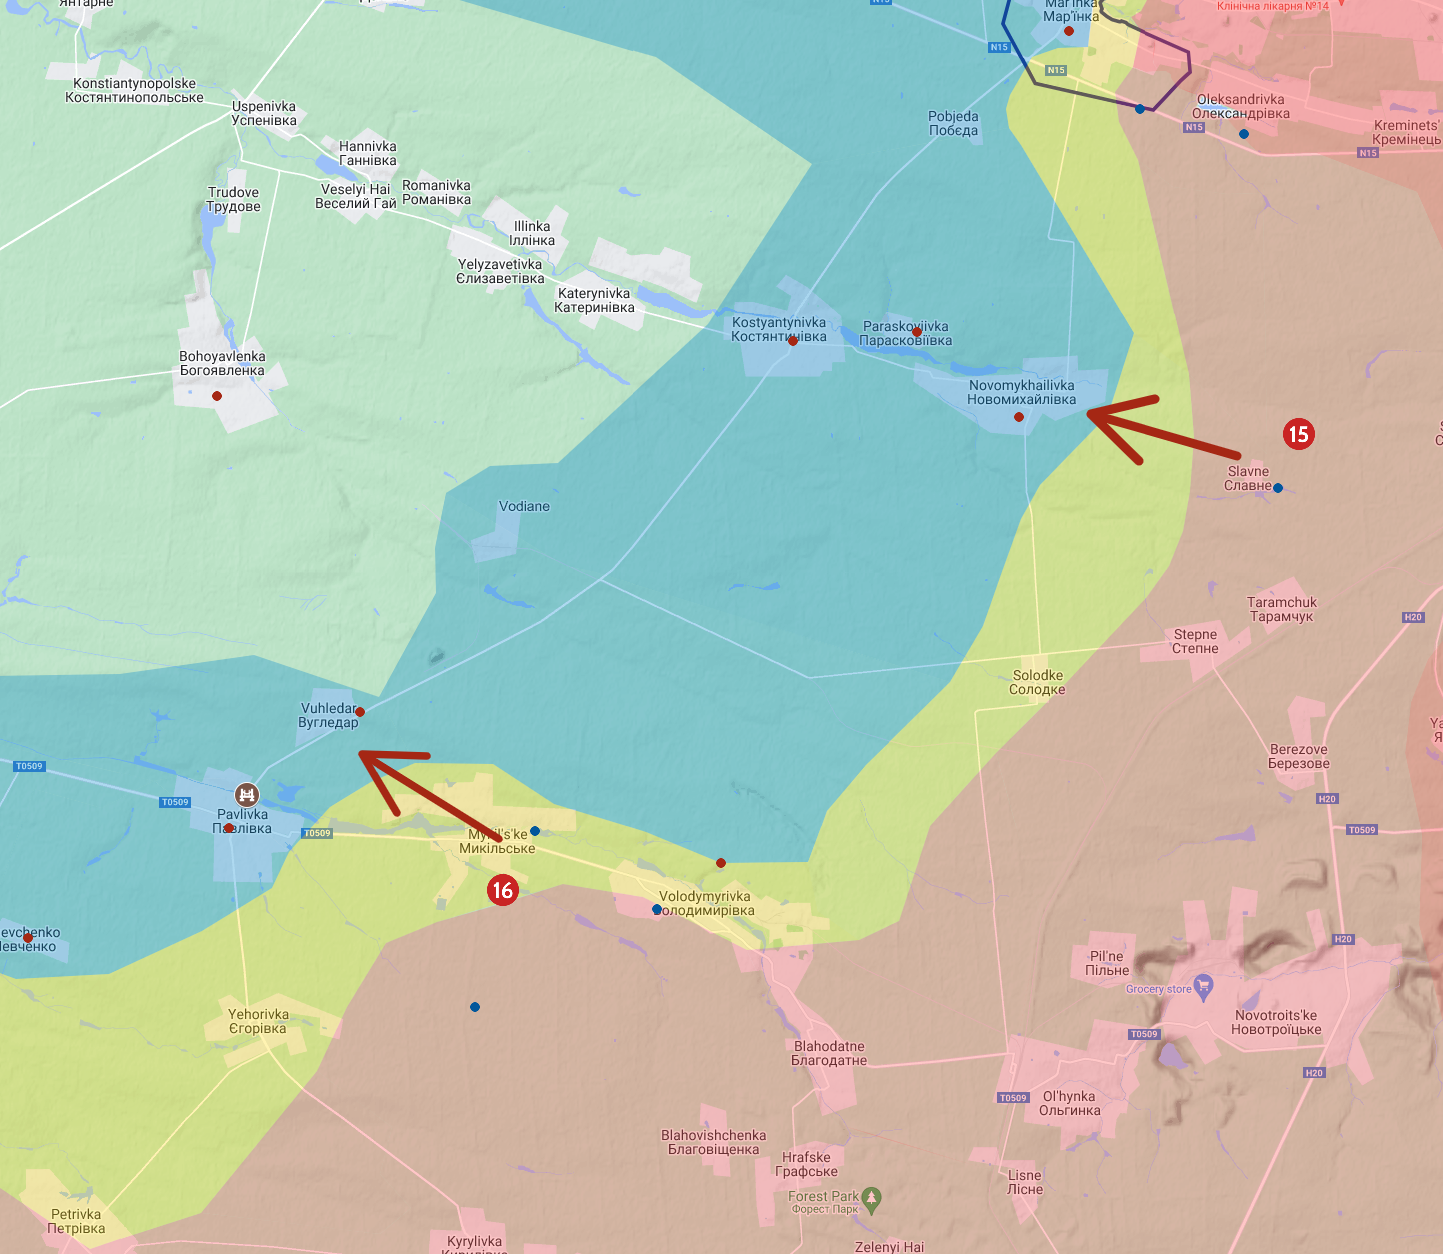 Янтарне
N15
Mar'inka
Мар'їнка
Клінічна лікарня №14
N15
N15
Konstiantynopolske
Костянтинопольське
Uspenivka
Успенівка
Pobjeda
Побєда
Oleksandrivka
Олександрівка
N15
Kreminets'
Кремінець
N15
Hannivka
Ганнівка
Trudove
Трудове
Veselyi Hai
Веселий Гай
Romanivka
Романівка
Illinka
Іллінка
Yelyzavetivka
Єлизаветівка
Katerynivka
Катеринівка
Kostyantynivka
Костянтинівка
Paraskoviivka
Парасковіївка
Bohoyavlenka
Богоявленка
Novomykhailivka
Новомихайлівка
15
Slavne
Славне
Vodiane
Taramchuk
Тарамчук
H20
Stepne
Степне
Solodke
Солодке
Vuhledar
Вугледар
Berezove
Березове
T0509
T0509
H20
Pavlivka
Павлівка
T0509
H20
T0509
Mykil's'ke
Микільське
16
Volodymyrivka
Володимирівка
evchenko
евченко
H20
Pil'ne
Пільне
Grocery store
Yehorivka
Єгорівка
Novotroits'ke
Новотроїцьке
T0509
Blahodatne
Благодатне
H20
T0509
Ol'hynka
Ольгинка
Blahovishchenka
Благовіщенка
Hrafske
Графське
Lisne
Лісне
Forest Park
Форест Парк
Petrivka
Петрівка
Kyrylivka
Zelenyi Hai